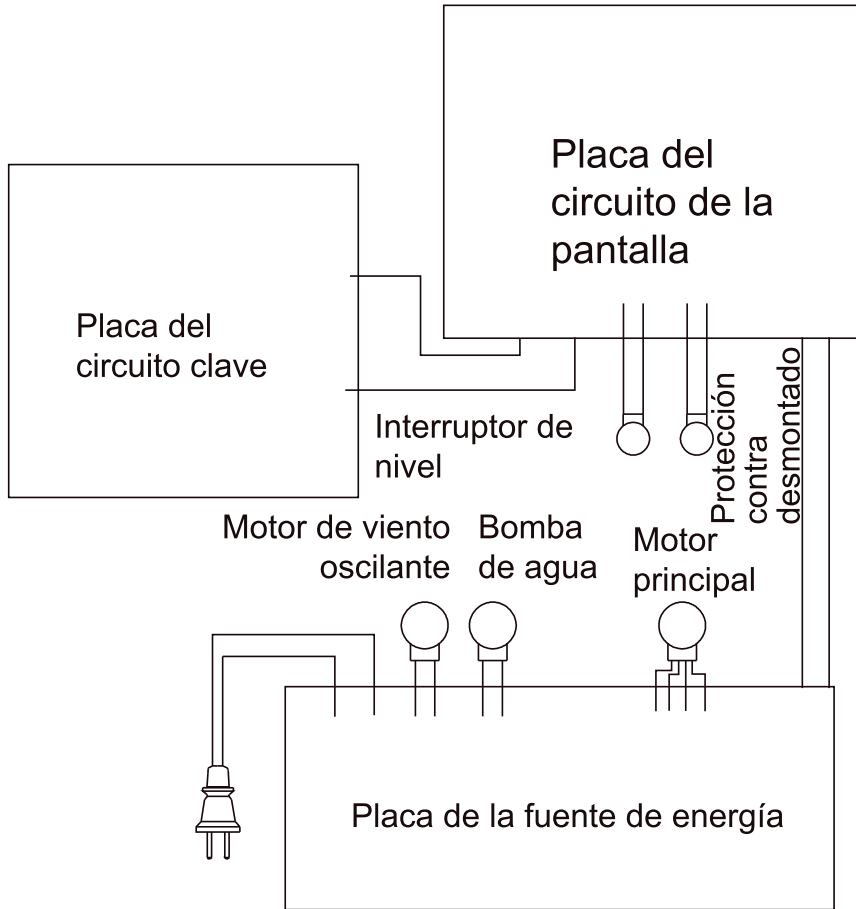 Placa del
circuito de la
pantalla
Placa del
circuito clave
Interruptor de
nivel
Protección
contra
desmontado
Motor de viento
oscilante
Bomba
de agua
Motor
principal
Placa de la fuente de energía